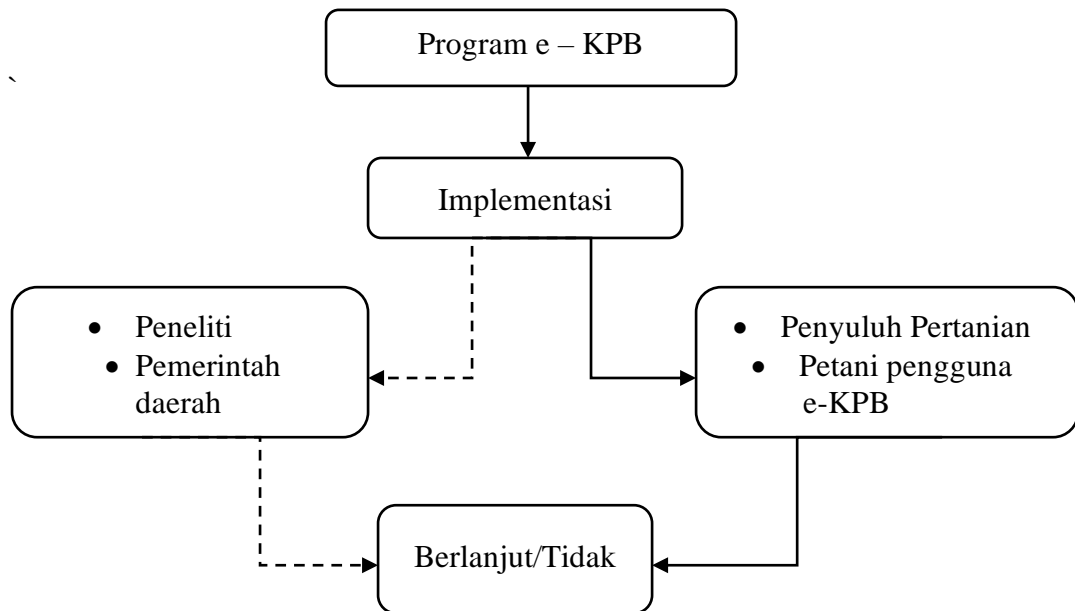 Program e – KPB
`
Implementasi
• Peneliti
• Pemerintah
daerah
• Penyuluh Pertanian
• Petani pengguna
e-KPB
Berlanjut/Tidak